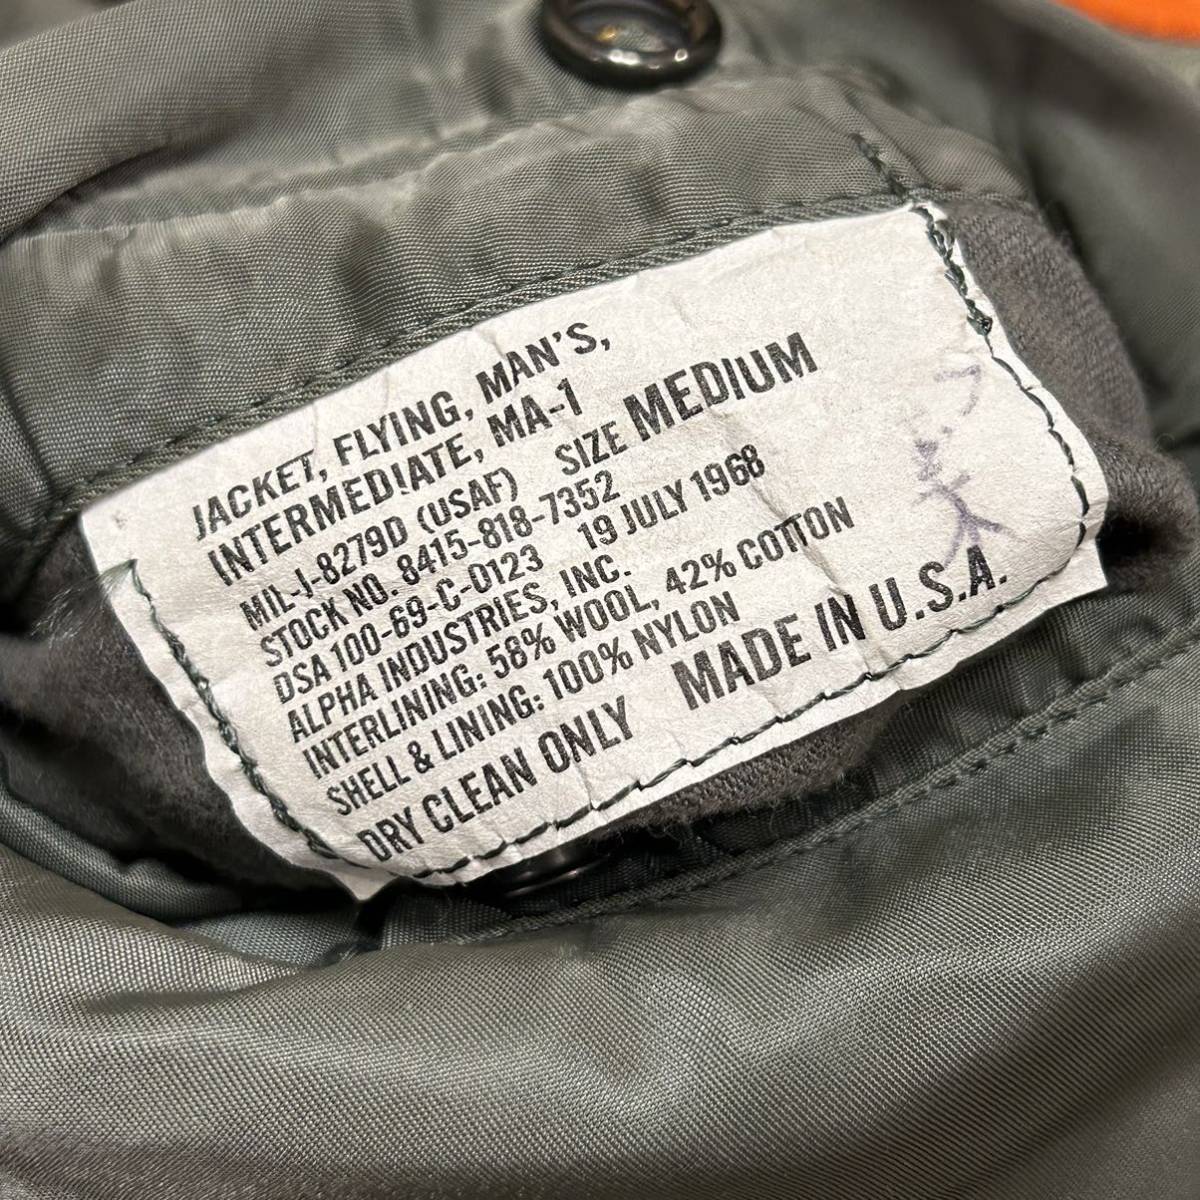 JACKET, FLYING, MAN'S,
INTERMEDIATE, MA-1
MIL-J-8279D (USAF) SIZE MEDIUM
STOCK NO. 8415-818-7352
DSA 100-69-C-0123 19 JULY 1968
ALPHA INDUSTRIES, INC.
INTERLINING: 58% WOOL, 42% COTTON
SHELL & LINING: 100% NYLON
DRY CLEAN ONLY MADE IN U.S.A.